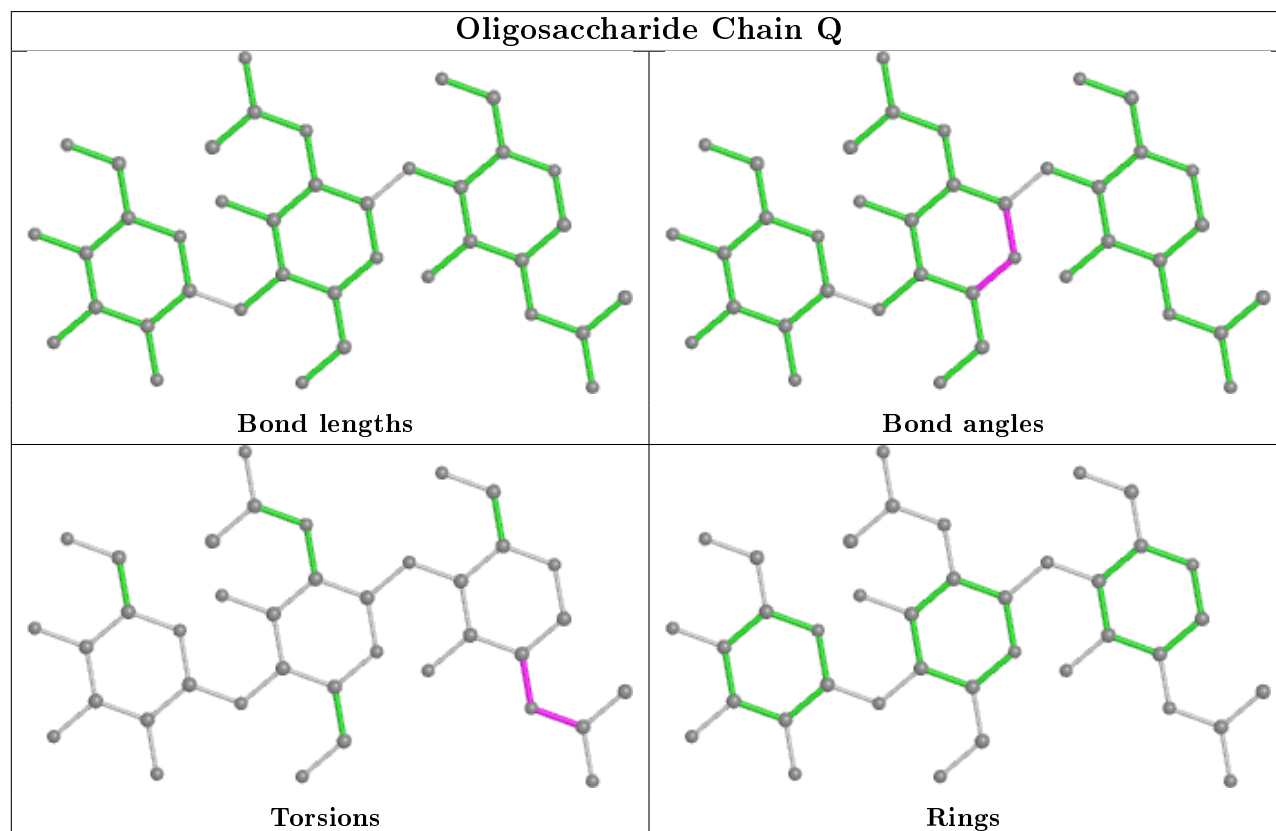 Oligosaccharide Chain Q
Bond lengths
Bond angles
Torsions
Rings